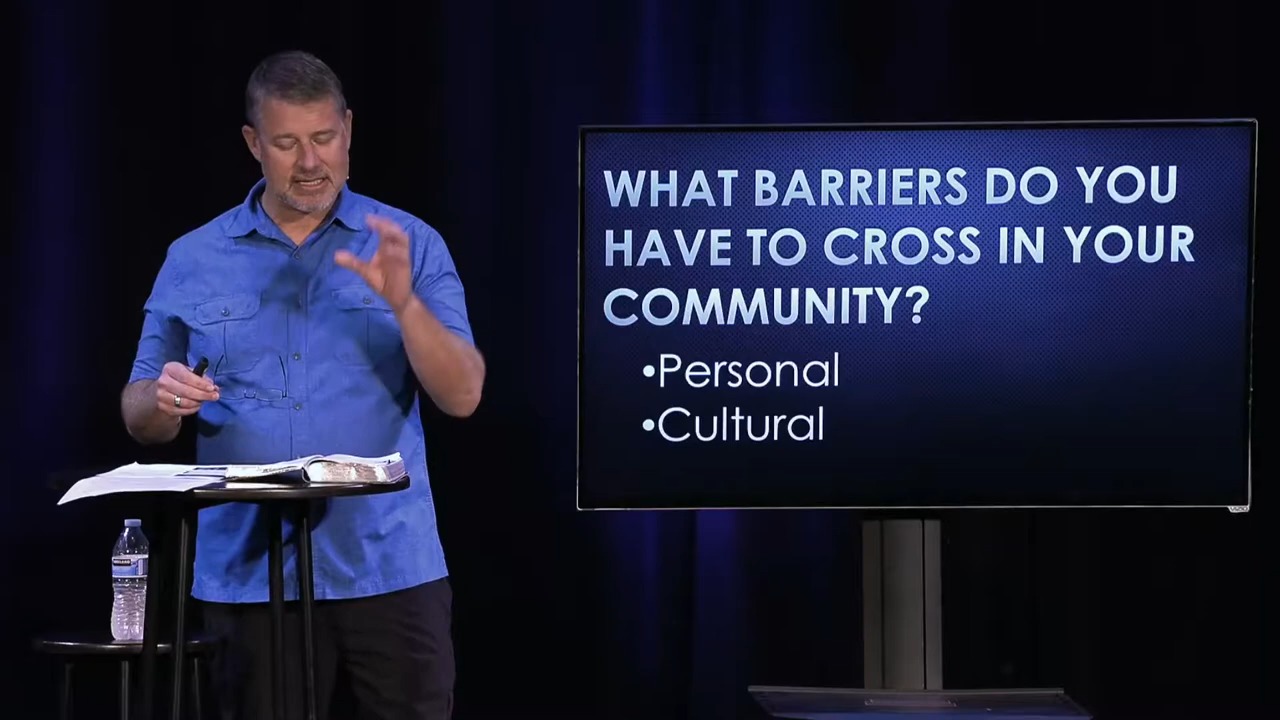 WHAT BARRIERS DO YOU
HAVE TO CROSS IN YOUR
COMMUNITY?
•Personal
•Cultural